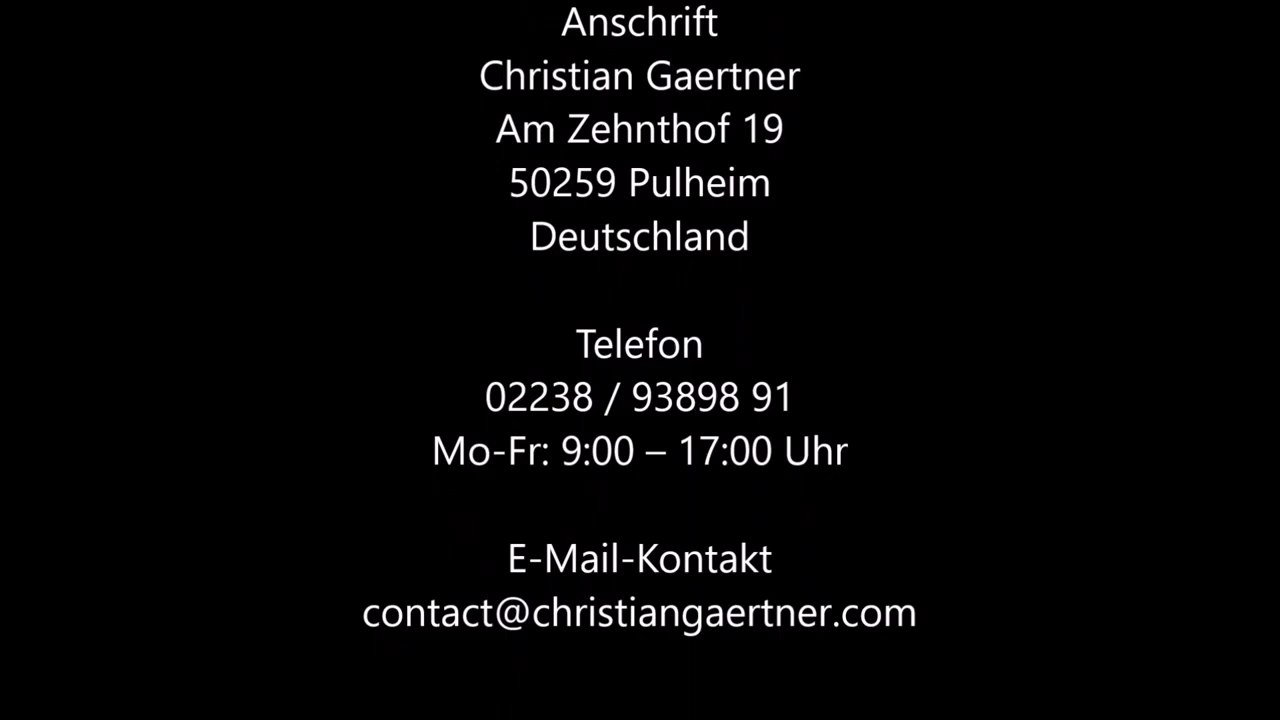 Anschrift
Christian Gaertner
Am Zehnthof 19
50259 Pulheim
Deutschland
Telefon
02238 / 93898 91
Mo-Fr: 9:00 – 17:00 Uhr
E-Mail-Kontakt
contact@christiangaertner.com